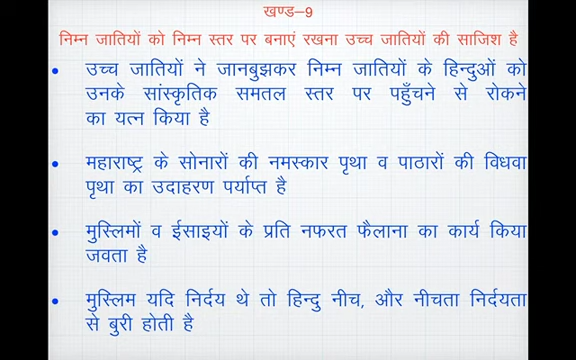 खण्ड–9
निम्न जातियों को निम्न स्तर पर बनाएं रखना उच्च जातियों की साजिश है
• उच्च जातियों ने जानबुझकर निम्न जातियों के हिन्दुओं को
उनके सांस्कृतिक समतल स्तर पर पहुँचने से रोकने
का यत्न किया है
• महाराष्ट्र के सोनारों की नमस्कार पृथा व पाठारों की विधवा
पृथा का उदाहरण पर्याप्त है
• मुस्लिमों व ईसाइयों के प्रति नफरत फैलाना का कार्य किया
जवता है
• मुस्लिम यदि निर्दय थे तो हिन्दु नीच, और नीचता निर्दयता
से बुरी होती है